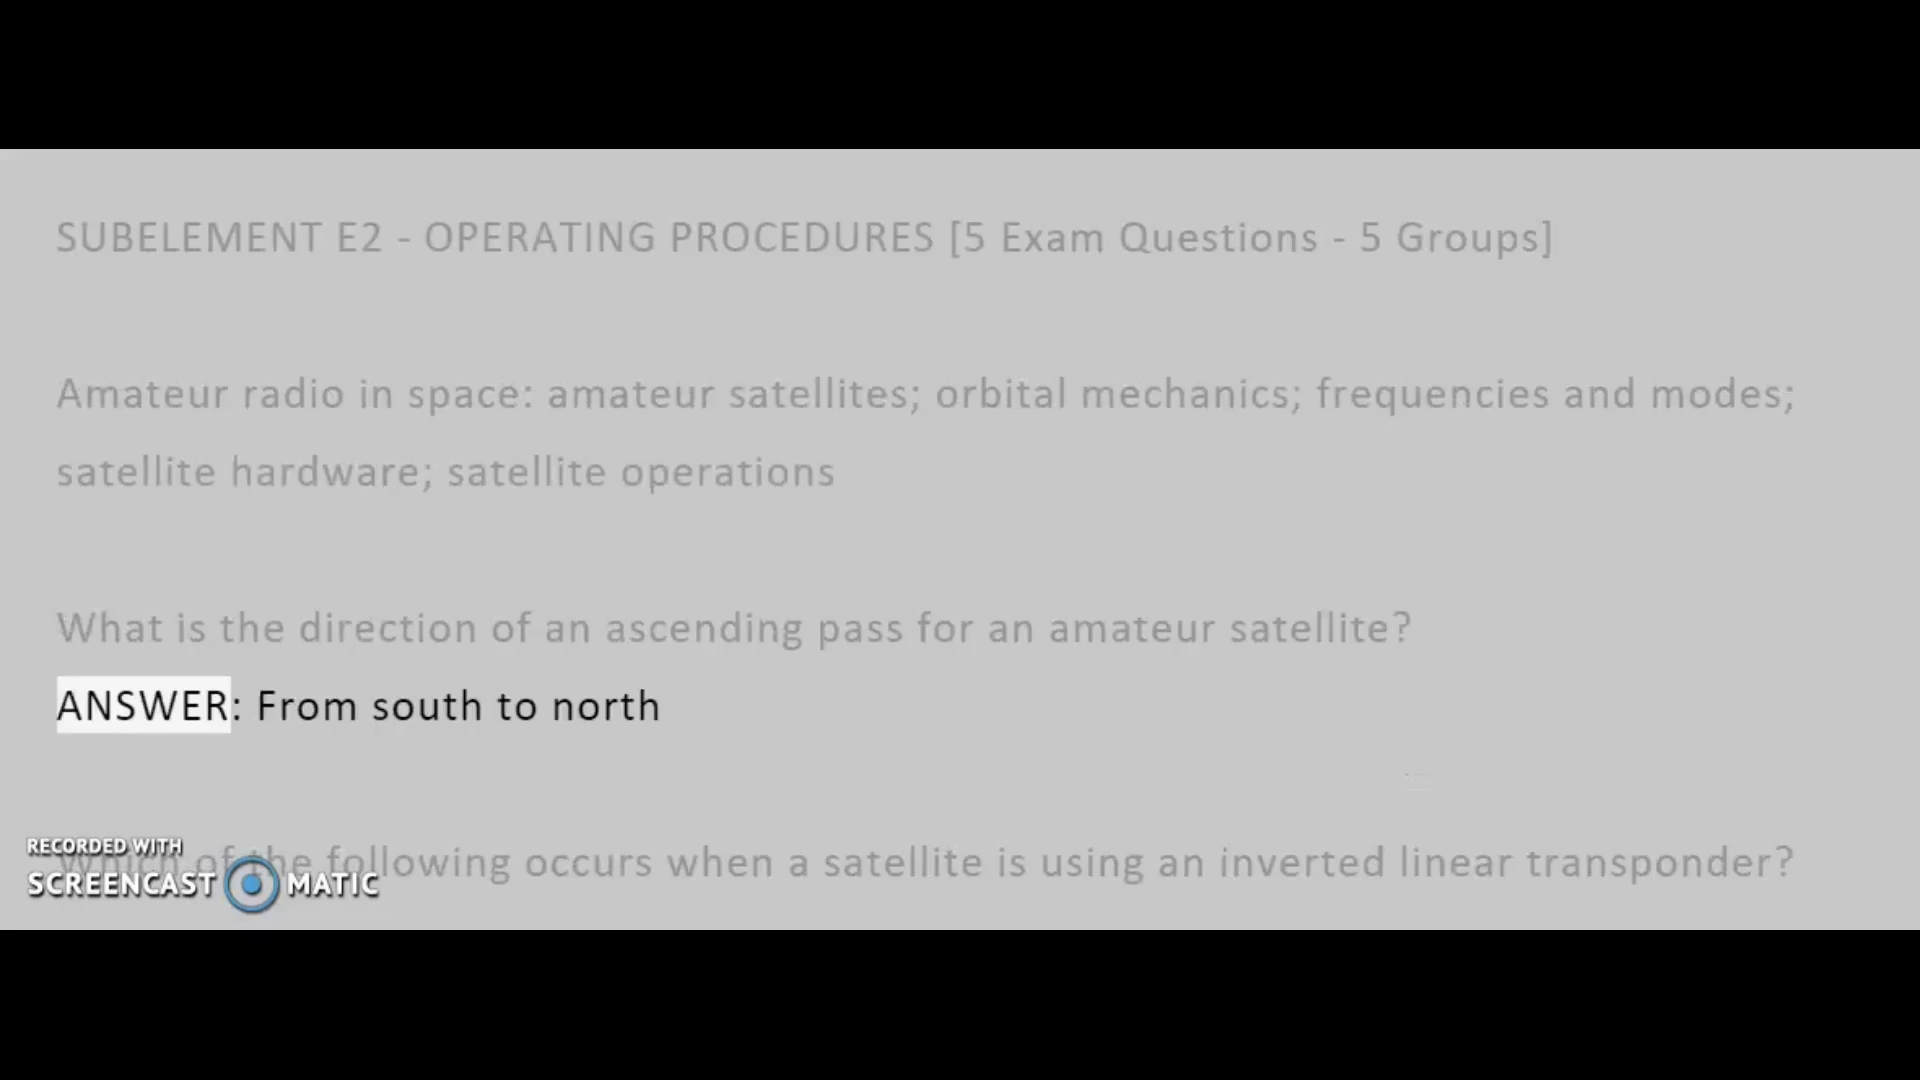 SUBELEMENT E2 - OPERATING PROCEDURES [5 Exam Questions - 5 Groups]
Amateur radio in space: amateur satellites; orbital mechanics; frequencies and modes;
satellite hardware; satellite operations
What is the direction of an ascending pass for an amateur satellite?
ANSWER: From south to north
Which of the following occurs when a satellite is using an inverted linear transponder?
RECORDED WITH
SCREENCAST MATIC